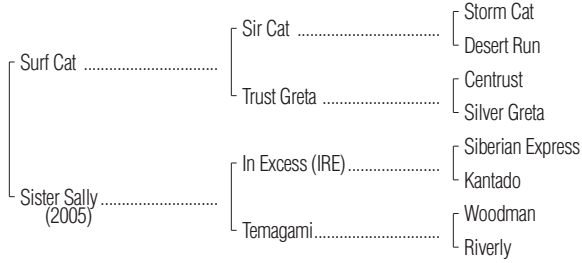 Storm Cat
Sir Cat ..............................
Desert Run
Surf Cat ..............................
Centrust
Trust Greta ..........................
Silver Greta
Siberian Express
In Excess (IRE)....................
Kantado
Sister Sally ..........................
(2005)
Woodman
Temagami...........................
Riverly